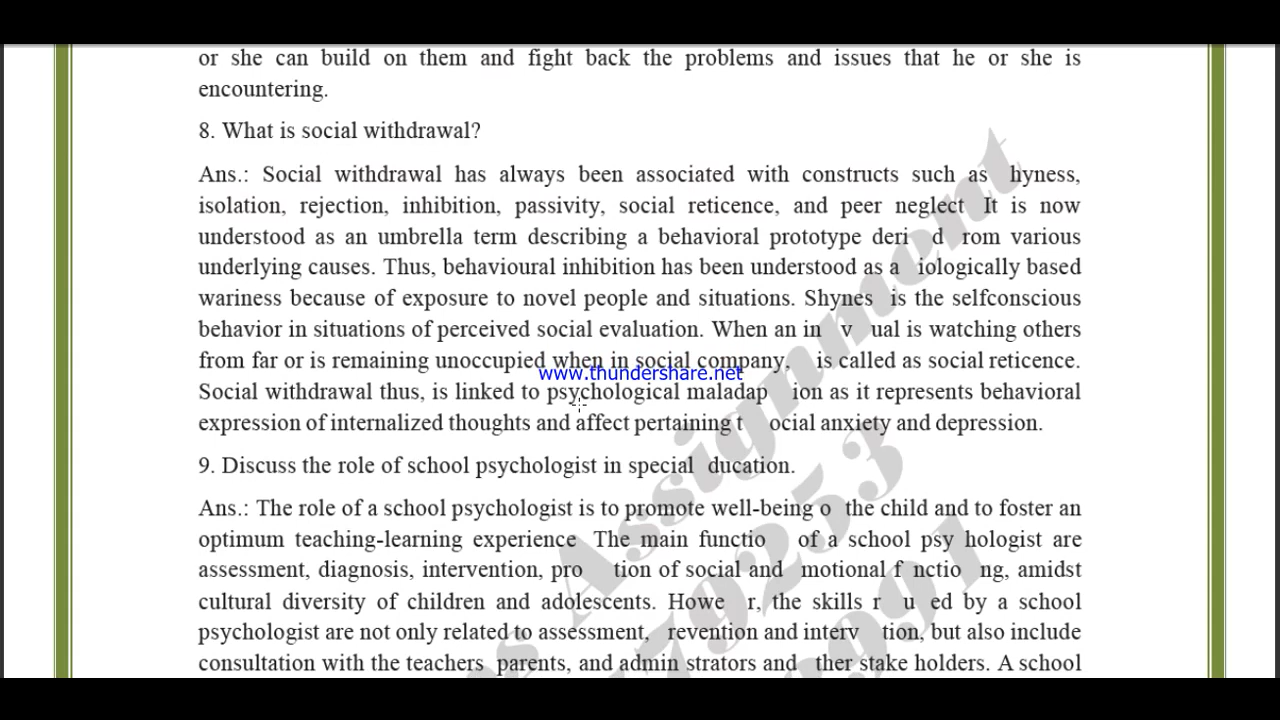 or she can build on them and fight back the problems and issues that he or she is
encountering.
8. What is social withdrawal?
Ans.: Social withdrawal has always been associated with constructs such as hyness,
isolation, rejection, inhibition, passivity, social reticence, and peer neglect It is now
understood as an umbrella term describing a behavioral prototype deri d rom various
underlying causes. Thus, behavioural inhibition has been understood as a iologically based
wariness because of exposure to novel people and situations. Shynes is the selfconscious
behavior in situations of perceived social evaluation. When an in v ual is watching others
from far or is remaining unoccupied when in social company, is called as social reticence.
www.thundershare.net
Social withdrawal thus, is linked to psychological maladap ion as it represents behavioral
expression of internalized thoughts and affect pertaining t ocial anxiety and depression.
9. Discuss the role of school psychologist in special ducation.
Ans.: The role of a school psychologist is to promote well-being o the child and to foster an
optimum teaching-learning experience The main functio of a school psy hologist are
assessment, diagnosis, intervention, pro tion of social and motional f nctio ng, amidst
cultural diversity of children and adolescents. Howe r, the skills r u ed by a school
psychologist are not only related to assessment, revention and interv tion, but also include
consultation with the teachers parents, and admin strators and ther stake holders. A school
Assignment